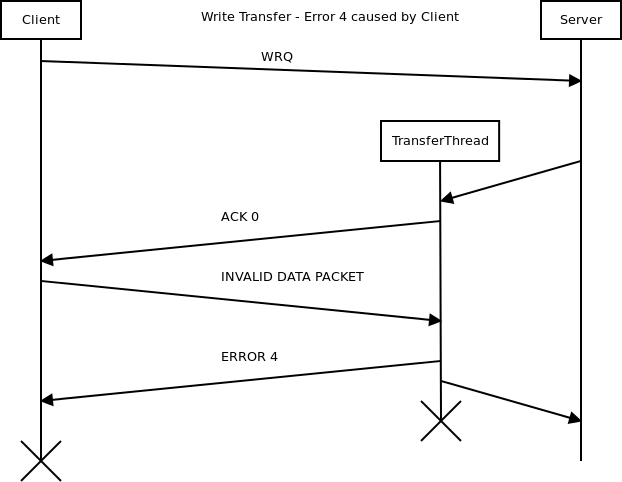 Client
Write Transfer - Error 4 caused by Client
Server
WRQ
TransferThread
ACK 0
INVALID DATA PACKET
ERROR 4